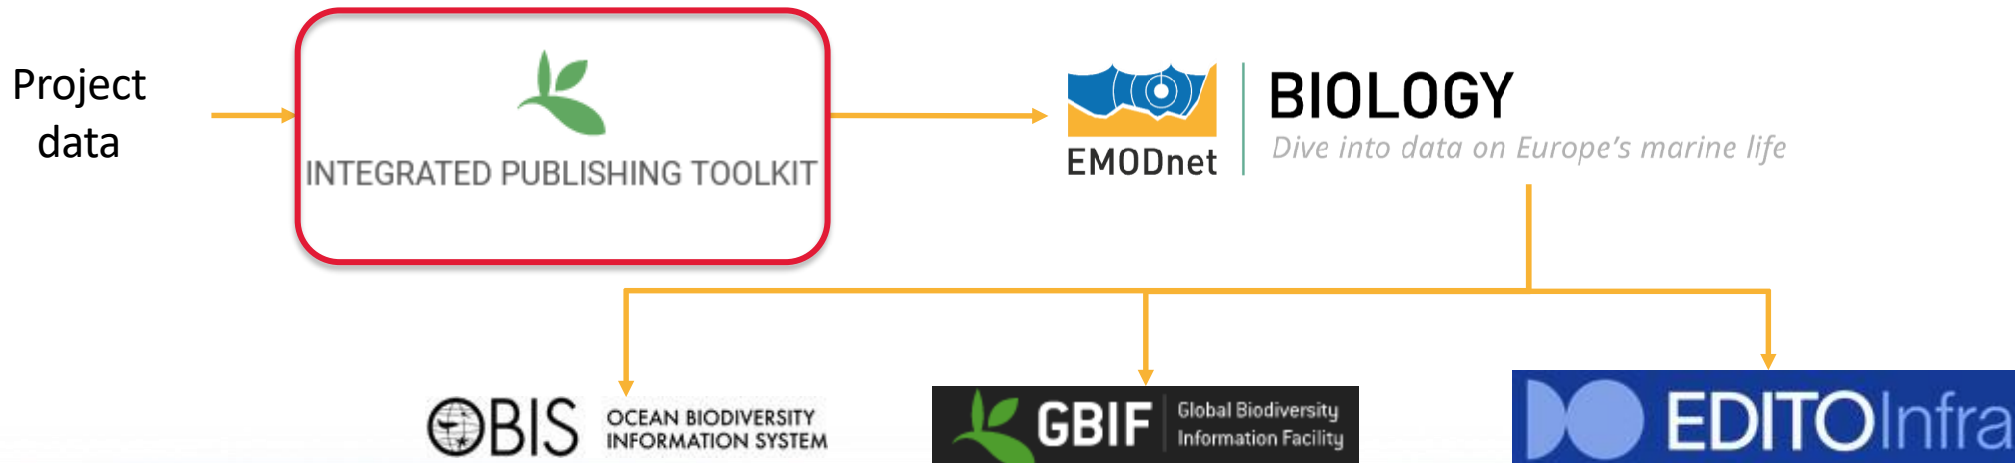 Project
data
INTEGRATED PUBLISHING TOOLKIT
EMODnet
BIOLOGY
Dive into data on Europe's marine life
OBIS
OCEAN BIODIVERSITY
INFORMATION SYSTEM
GBIF
Global Biodiversity
Information Facility
EDITOInfra